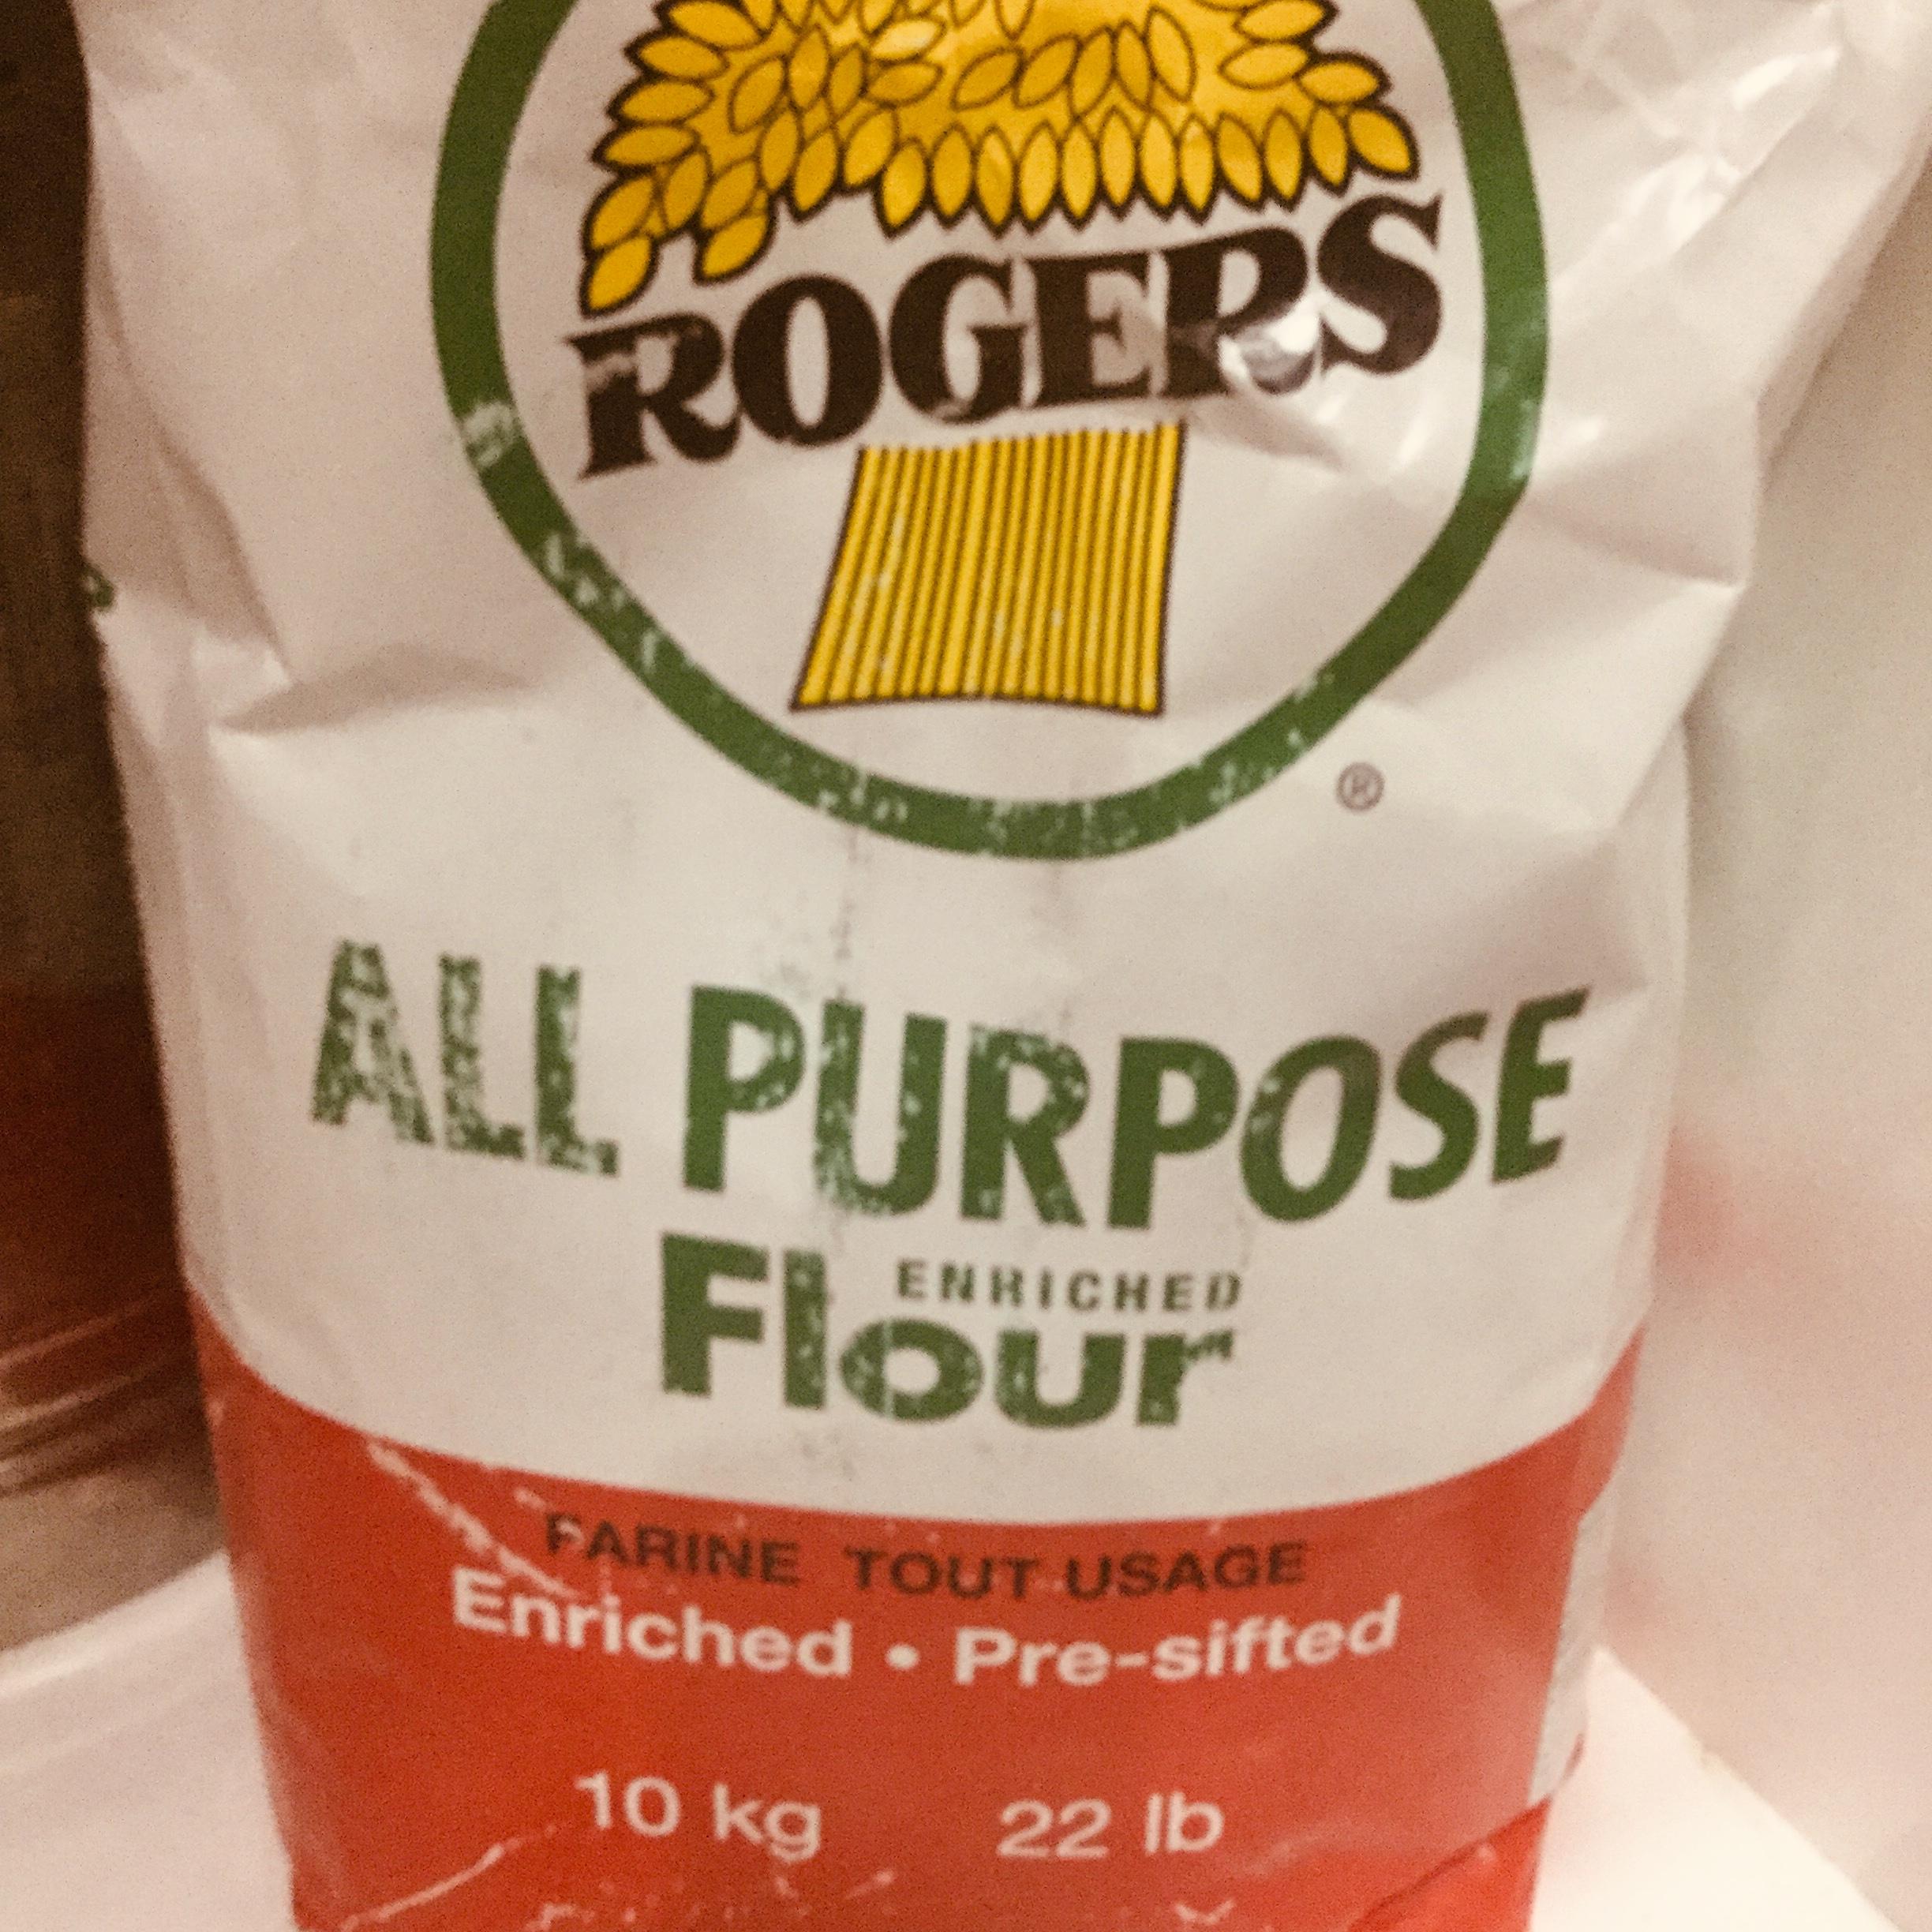 ROGERS
®
ALL PURPOSE
ENRICHED
Flour
FARINE TOUT USAGE
Enriched • Pre-sifted
10 kg 22 lb